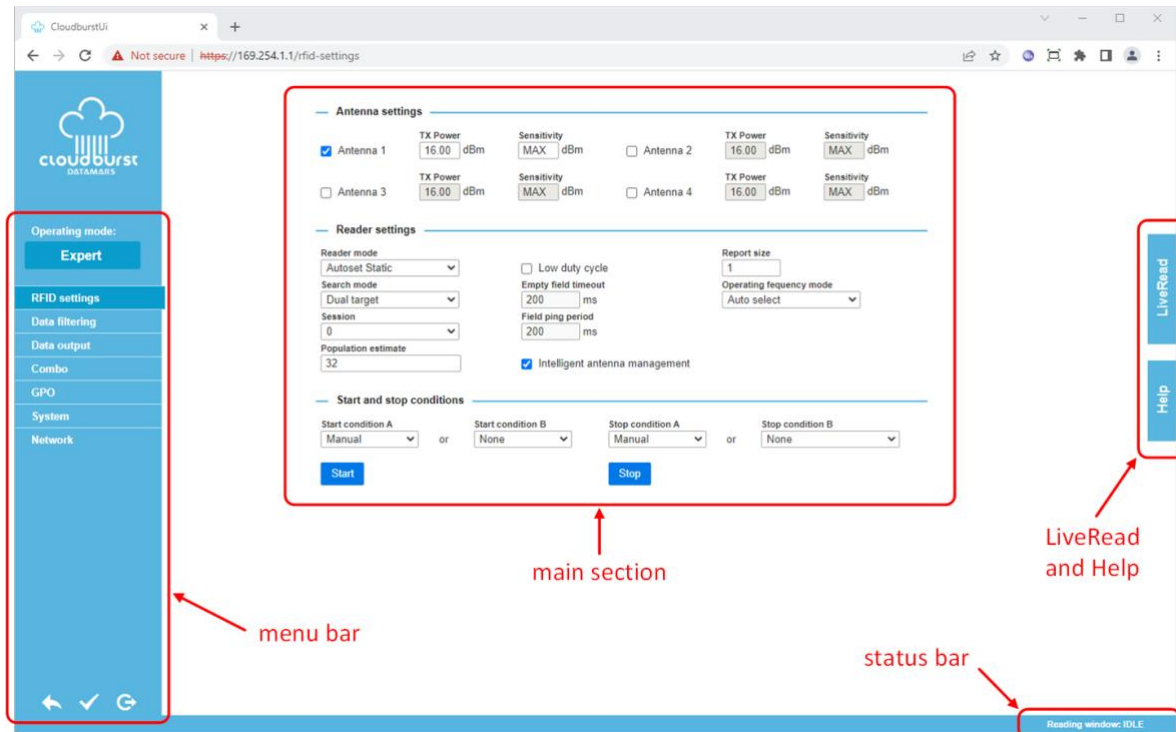 CloudburstUi
Not secure https://169.254.1.1/rfid-settings
cloudburst
DATAMARS
Operating mode:
Expert
RFID settings
Data filtering
Data output
Combo
GPO
System
Network
Antenna settings
TX Power Sensitivity TX Power Sensitivity
Antenna 1 16.00 dBm MAX dBm Antenna 2 16.00 dBm MAX dBm
TX Power Sensitivity TX Power Sensitivity
Antenna 3 16.00 dBm MAX dBm Antenna 4 16.00 dBm MAX dBm
Reader settings
Reader mode Report size
Autoset Static Low duty cycle 1
Search mode Empty field timeout Operating fequency mode
Dual target 200 ms Auto select
Session Field ping period
0 200 ms
Population estimate
32 Intelligent antenna management
Start and stop conditions
Start condition A Start condition B Stop condition A Stop condition B
Manual or None Manual or None
Start Stop
LiveRead
Help
LiveRead
and Help
main section
menu bar
status bar
Reading window: IDLE